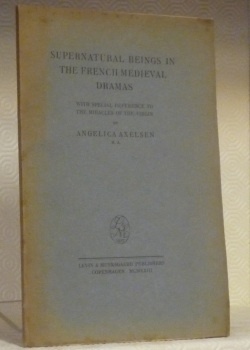 SUPERNATURAL BEINGS IN
THE FRENCH MEDIEVAL
DRAMAS
WITH SPECIAL REFERENCE TO
THE MIRACLES OF THE VIRGIN
BY
ANGELICA AXELSEN
LEVIN & MUNKSGAARD PUBLISHERS
COPENHAGEN